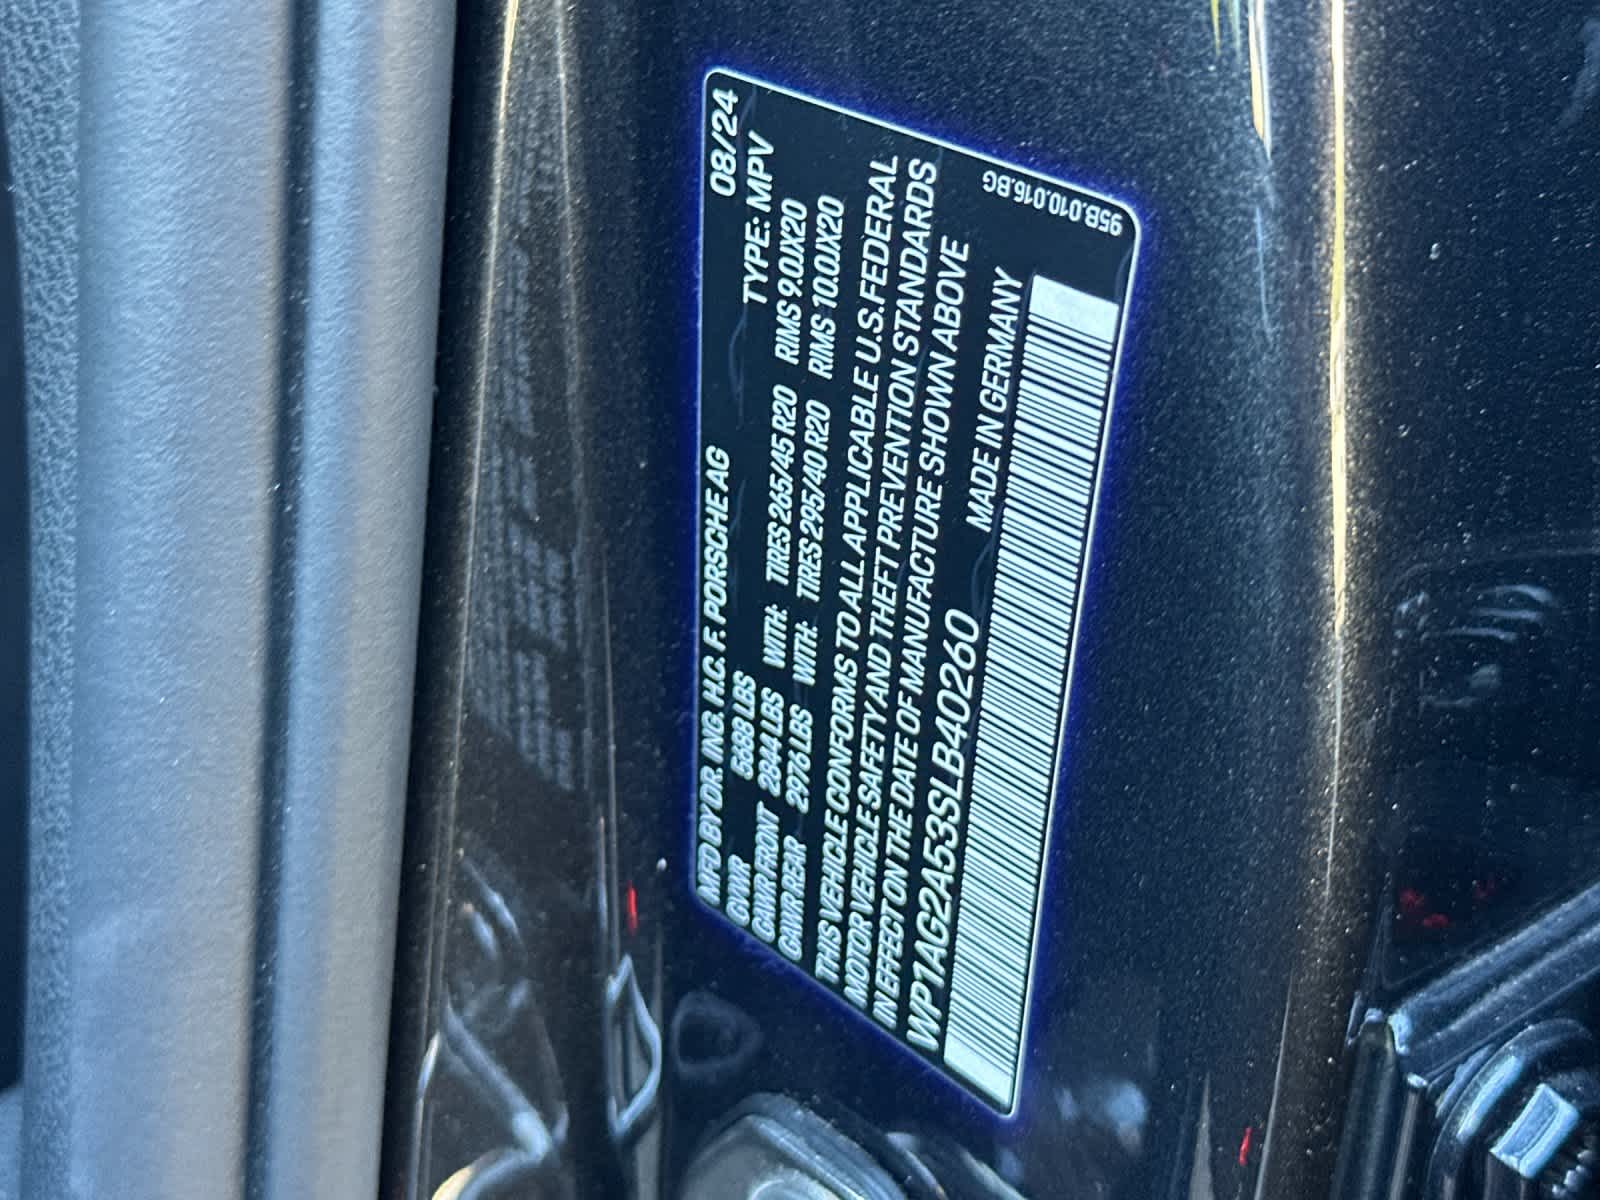 MFD BY DR. ING. H.C. F. PORSCHE AG 08/24
GVWR 5688 LBS TYPE: MPV
GAWR FRONT 2844 LBS WITH: TIRES 265/45 R20 RIMS 9.0JX20
GAWR REAR 2976 LBS WITH: TIRES 295/40 R20 RIMS 10.0JX20
THIS VEHICLE CONFORMS TO ALL APPLICABLE U.S. FEDERAL
MOTOR VEHICLE SAFETY AND THEFT PREVENTION STANDARDS
IN EFFECT ON THE DATE OF MANUFACTURE SHOWN ABOVE
WP1AG2A53SLB40260 MADE IN GERMANY
95B.010.016.BG